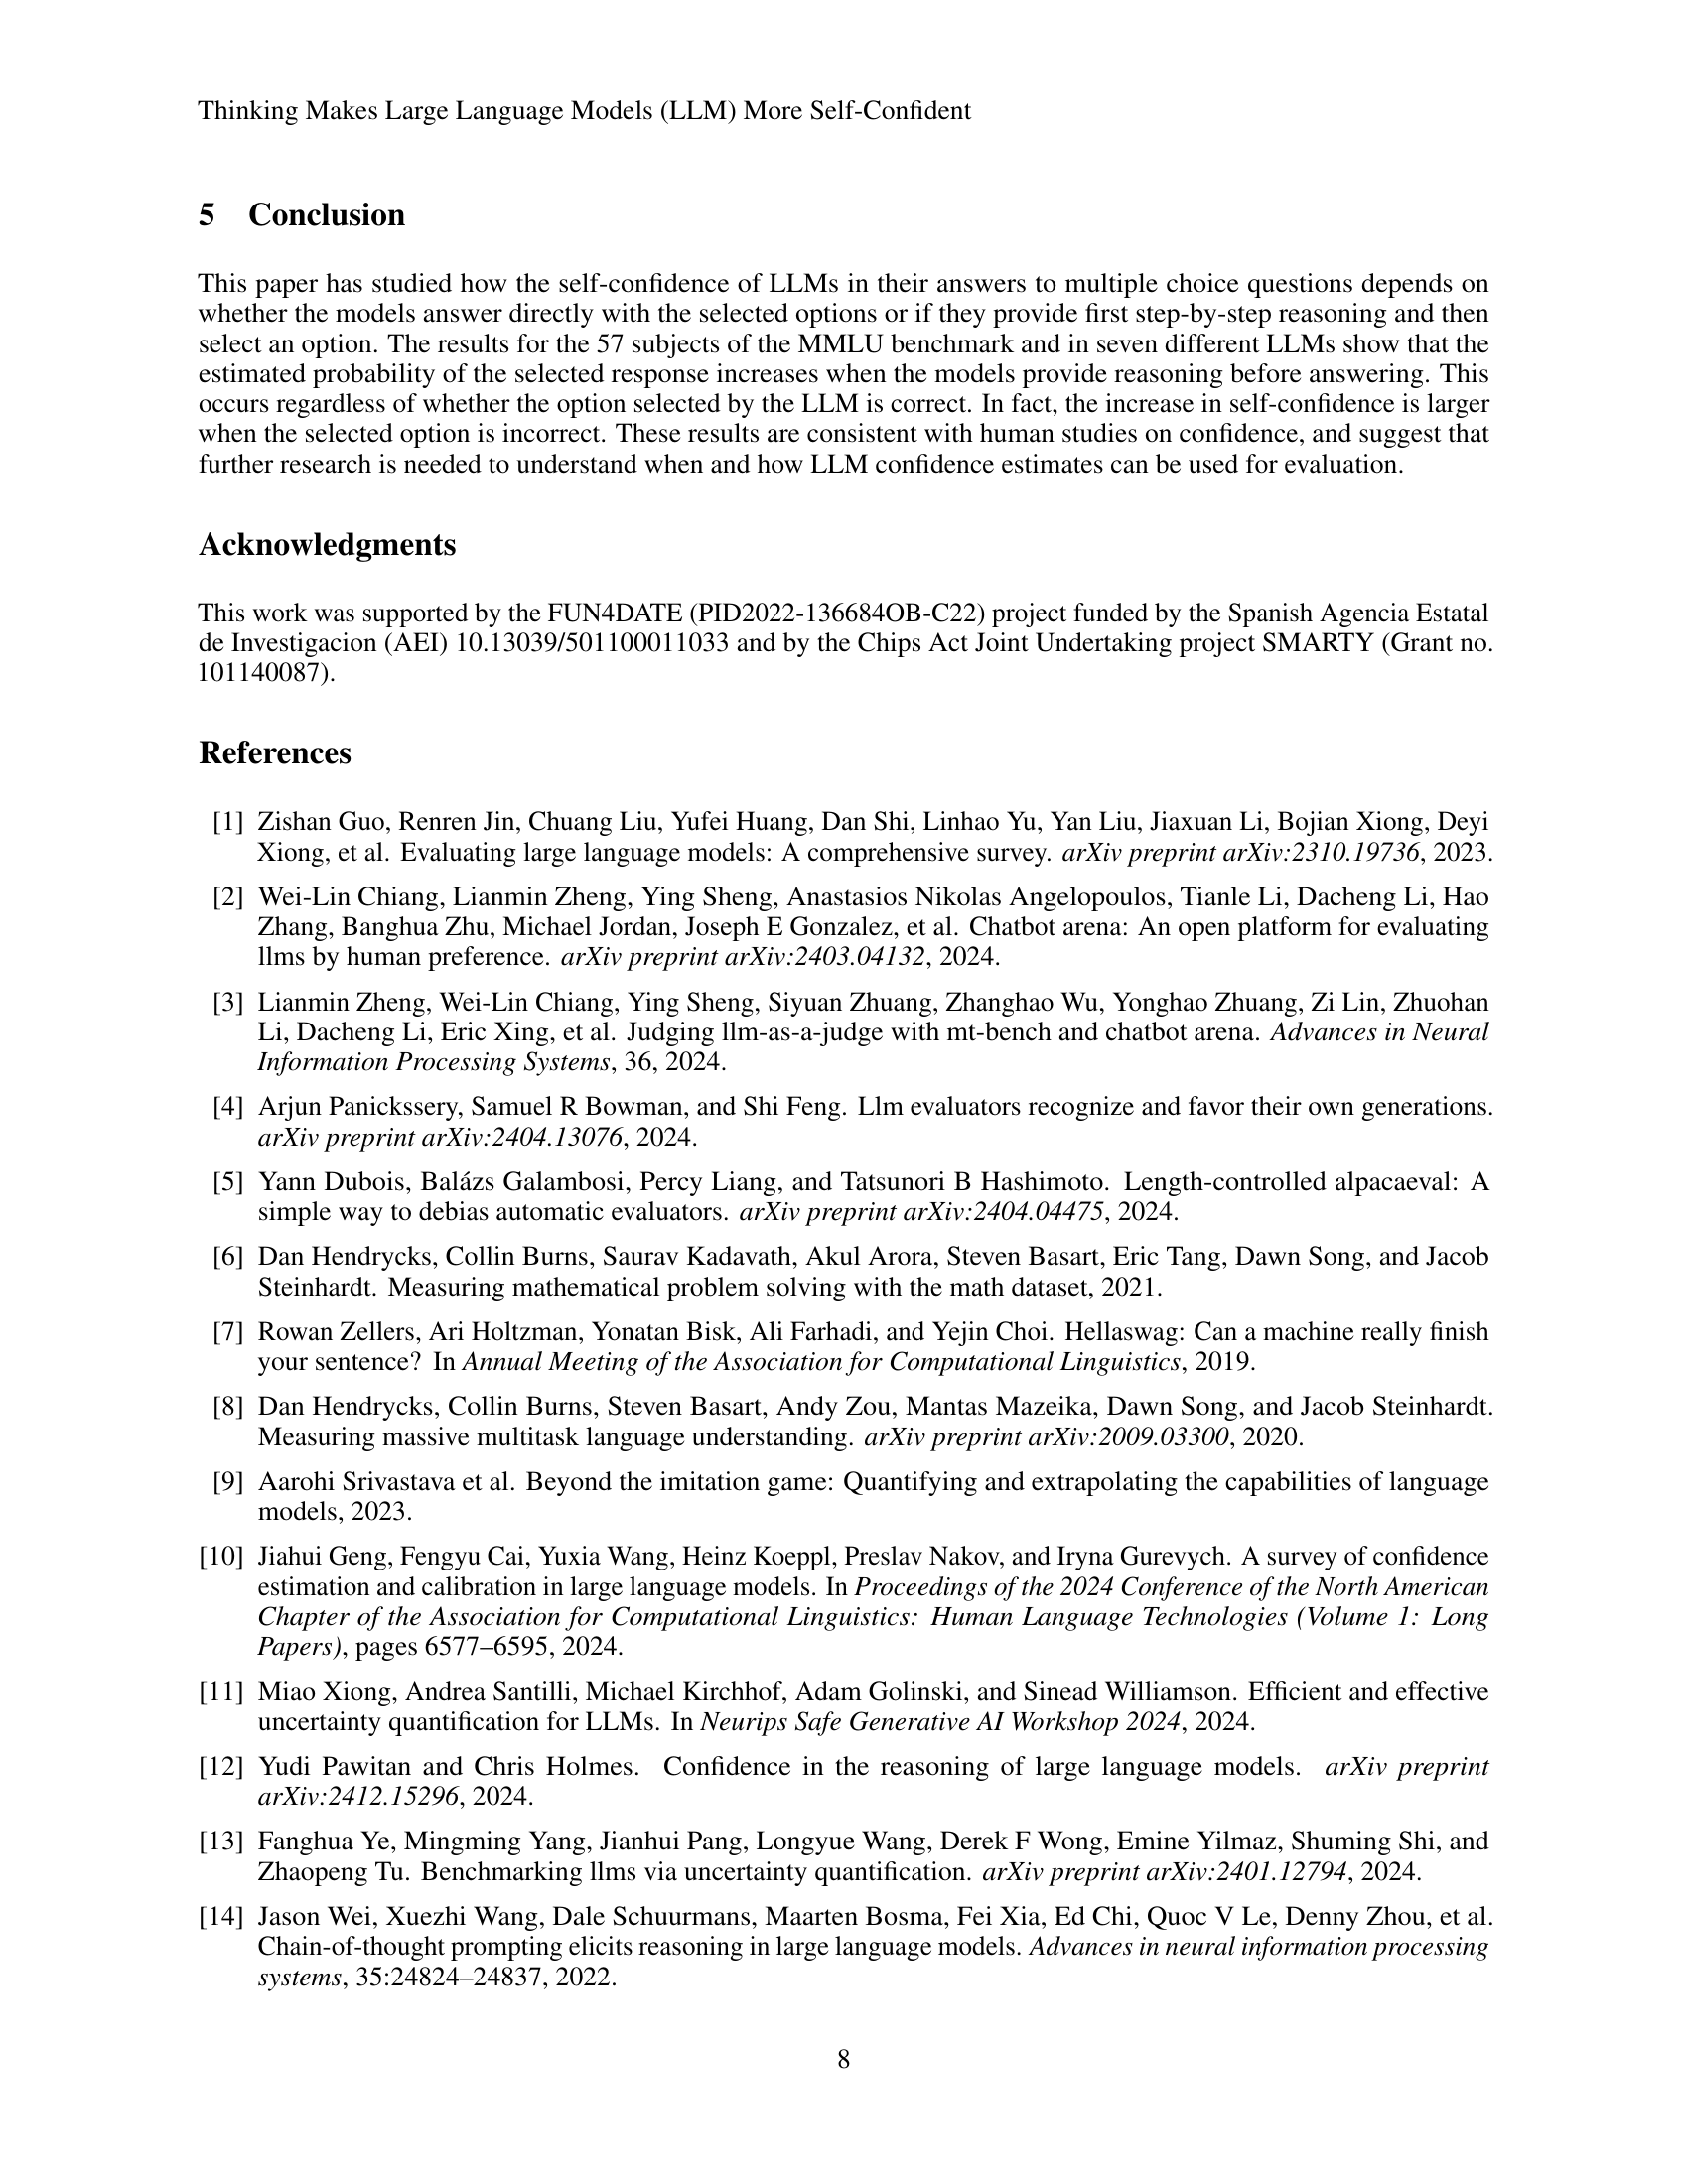 Thinking Makes Large Language Models (LLM) More Self-Confident
5 Conclusion
This paper has studied how the self-confidence of LLMs in their answers to multiple choice questions depends on
whether the models answer directly with the selected options or if they provide first step-by-step reasoning and then
select an option. The results for the 57 subjects of the MMLU benchmark and in seven different LLMs show that the
estimated probability of the selected response increases when the models provide reasoning before answering. This
occurs regardless of whether the option selected by the LLM is correct. In fact, the increase in self-confidence is larger
when the selected option is incorrect. These results are consistent with human studies on confidence, and suggest that
further research is needed to understand when and how LLM confidence estimates can be used for evaluation.
Acknowledgments
This work was supported by the FUN4DATE (PID2022-136684OB-C22) project funded by the Spanish Agencia Estatal
de Investigacion (AEI) 10.13039/501100011033 and by the Chips Act Joint Undertaking project SMARTY (Grant no.
101140087).
References
[1] Zishan Guo, Renren Jin, Chuang Liu, Yufei Huang, Dan Shi, Linhao Yu, Yan Liu, Jiaxuan Li, Bojian Xiong, Deyi
Xiong, et al. Evaluating large language models: A comprehensive survey. arXiv preprint arXiv:2310.19736, 2023.
[2] Wei-Lin Chiang, Lianmin Zheng, Ying Sheng, Anastasios Nikolas Angelopoulos, Tianle Li, Dacheng Li, Hao
Zhang, Banghua Zhu, Michael Jordan, Joseph E Gonzalez, et al. Chatbot arena: An open platform for evaluating
llms by human preference. arXiv preprint arXiv:2403.04132, 2024.
[3] Lianmin Zheng, Wei-Lin Chiang, Ying Sheng, Siyuan Zhuang, Zhanghao Wu, Yonghao Zhuang, Zi Lin, Zhuohan
Li, Dacheng Li, Eric Xing, et al. Judging llm-as-a-judge with mt-bench and chatbot arena. Advances in Neural
Information Processing Systems, 36, 2024.
[4] Arjun Panickssery, Samuel R Bowman, and Shi Feng. Llm evaluators recognize and favor their own generations.
arXiv preprint arXiv:2404.13076, 2024.
[5] Yann Dubois, Balázs Galambosi, Percy Liang, and Tatsunori B Hashimoto. Length-controlled alpacaeval: A
simple way to debias automatic evaluators. arXiv preprint arXiv:2404.04475, 2024.
[6] Dan Hendrycks, Collin Burns, Saurav Kadavath, Akul Arora, Steven Basart, Eric Tang, Dawn Song, and Jacob
Steinhardt. Measuring mathematical problem solving with the math dataset, 2021.
[7] Rowan Zellers, Ari Holtzman, Yonatan Bisk, Ali Farhadi, and Yejin Choi. Hellaswag: Can a machine really finish
your sentence? In Annual Meeting of the Association for Computational Linguistics, 2019.
[8] Dan Hendrycks, Collin Burns, Steven Basart, Andy Zou, Mantas Mazeika, Dawn Song, and Jacob Steinhardt.
Measuring massive multitask language understanding. arXiv preprint arXiv:2009.03300, 2020.
[9] Aarohi Srivastava et al. Beyond the imitation game: Quantifying and extrapolating the capabilities of language
models, 2023.
[10] Jiahui Geng, Fengyu Cai, Yuxia Wang, Heinz Koeppl, Preslav Nakov, and Iryna Gurevych. A survey of confidence
estimation and calibration in large language models. In Proceedings of the 2024 Conference of the North American
Chapter of the Association for Computational Linguistics: Human Language Technologies (Volume 1: Long
Papers), pages 6577–6595, 2024.
[11] Miao Xiong, Andrea Santilli, Michael Kirchhof, Adam Golinski, and Sinead Williamson. Efficient and effective
uncertainty quantification for LLMs. In Neurips Safe Generative AI Workshop 2024, 2024.
[12] Yudi Pawitan and Chris Holmes. Confidence in the reasoning of large language models. arXiv preprint
arXiv:2412.15296, 2024.
[13] Fanghua Ye, Mingming Yang, Jianhui Pang, Longyue Wang, Derek F Wong, Emine Yilmaz, Shuming Shi, and
Zhaopeng Tu. Benchmarking llms via uncertainty quantification. arXiv preprint arXiv:2401.12794, 2024.
[14] Jason Wei, Xuezhi Wang, Dale Schuurmans, Maarten Bosma, Fei Xia, Ed Chi, Quoc V Le, Denny Zhou, et al.
Chain-of-thought prompting elicits reasoning in large language models. Advances in neural information processing
systems, 35:24824–24837, 2022.
8